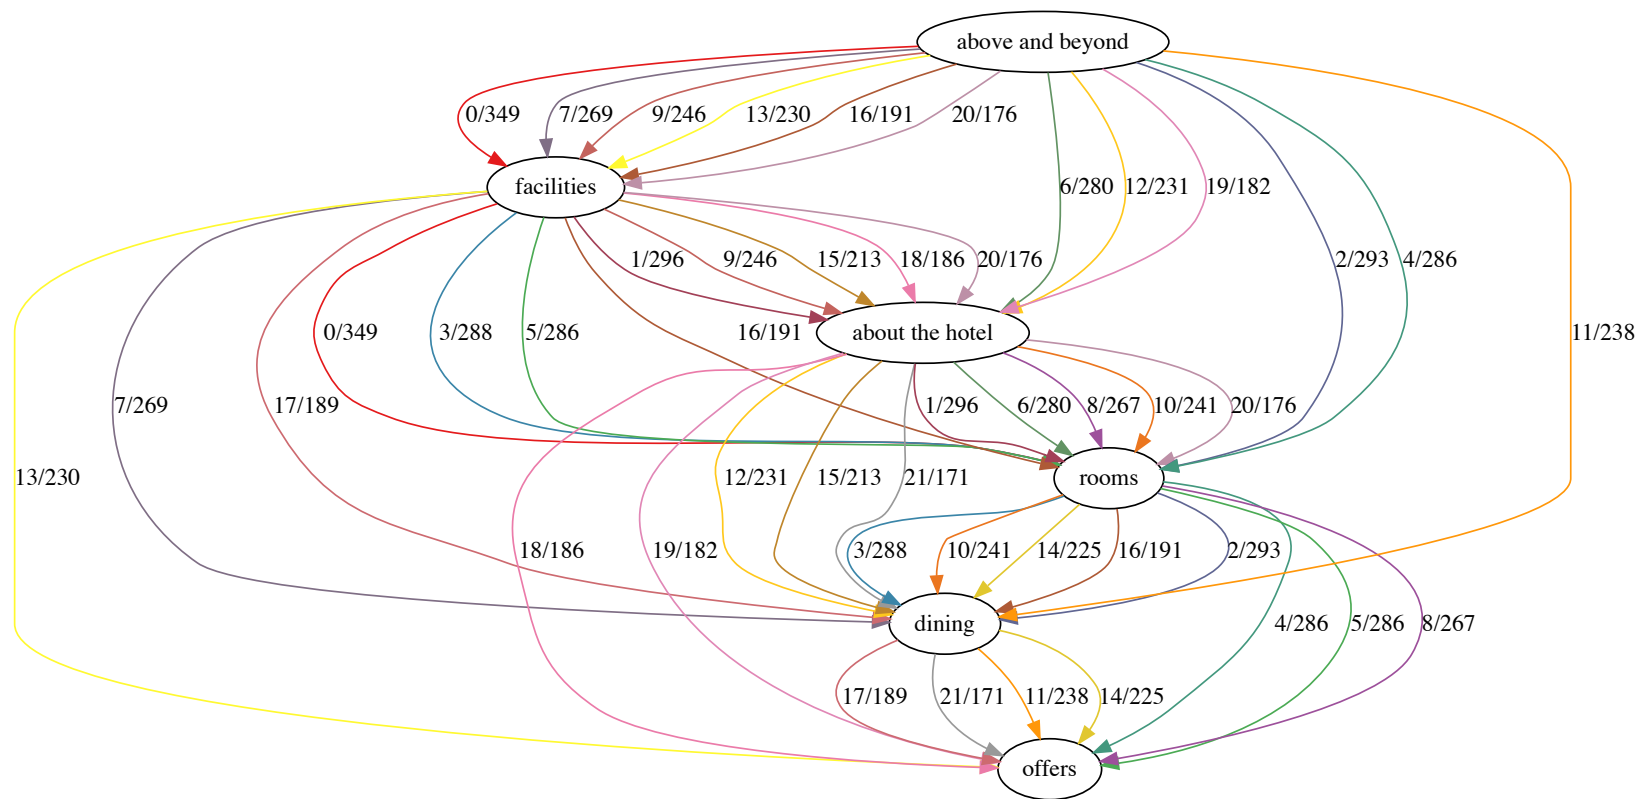 above and beyond
0/349 7/269 9/246 13/230 16/191 20/176
facilities 6/280 12/231 19/182
1/296 9/246 15/213 18/186 20/176 2/293 4/286
0/349 3/288 5/286 16/191 about the hotel 11/238
7/269 17/189 1/296 6/280 8/267 10/241 20/176
13/230 12/231 15/213 21/171 rooms
18/186 19/182 3/288 10/241 14/225 16/191 2/293
dining 4/286 5/286 8/267
17/189 21/171 11/238 14/225
offers